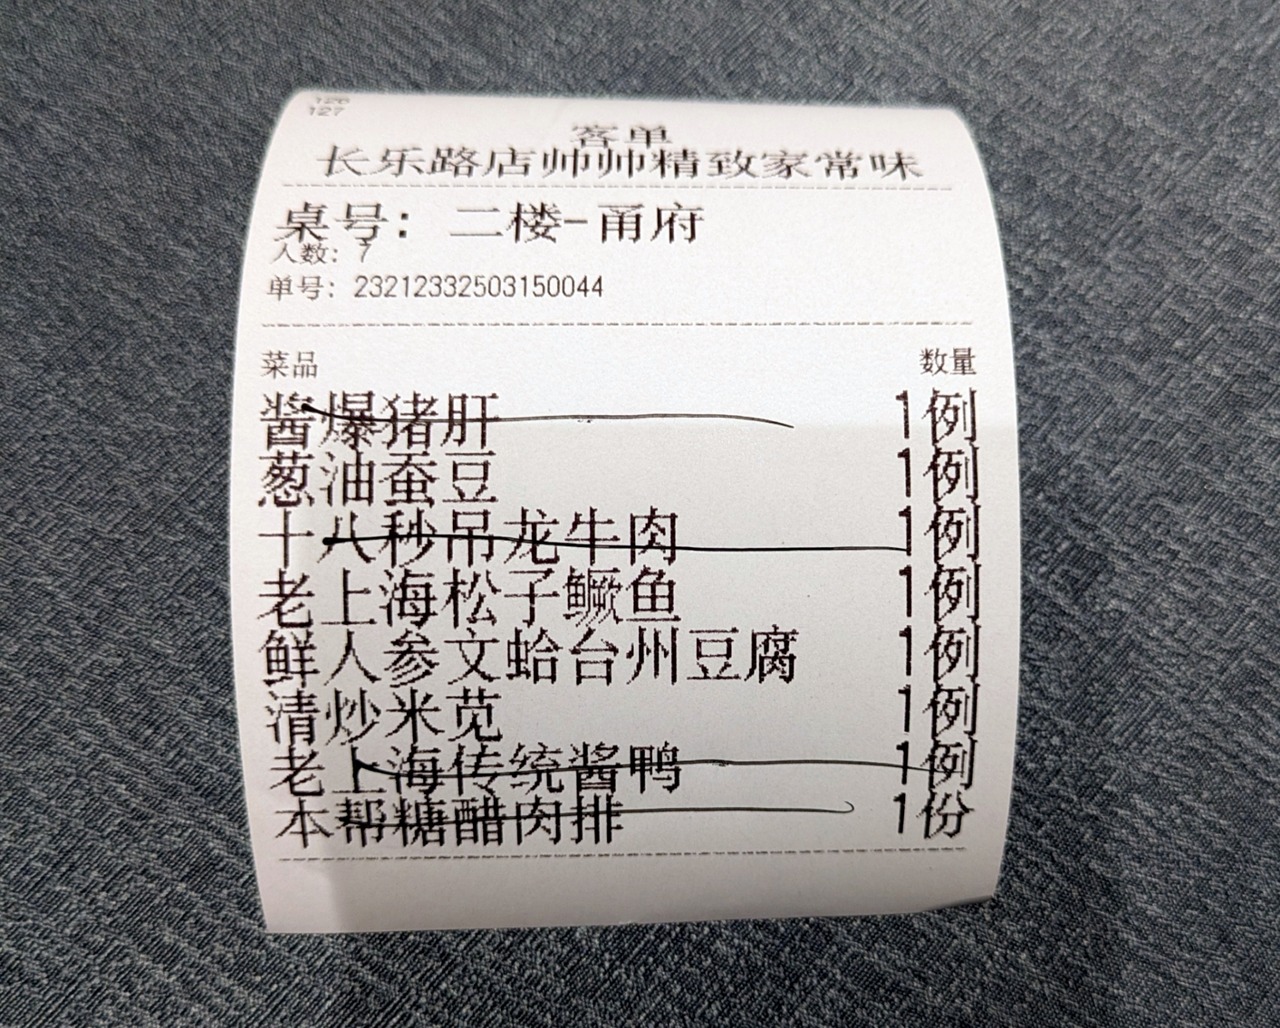 126
127
客单
长乐路店帅帅精致家常味
桌号：二楼-甬府
人数：7
单号：23212332503150044
菜品 数量
酱爆猪肝 1例
葱油蚕豆 1例
十八秒吊龙牛肉 1例
老上海松子鳜鱼 1例
鲜人参文蛤台州豆腐 1例
清炒米苋 1例
老上海传统酱鸭 1例
本帮糖醋肉排 1份